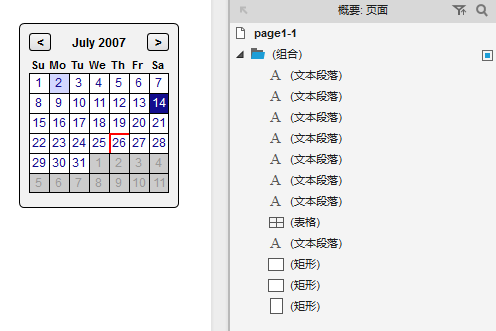 < July 2007 >
Su Mo Tu We Th Fr Sa
1 2 3 4 5 6 7
8 9 10 11 12 13 14
15 16 17 18 19 20 21
22 23 24 25 26 27 28
29 30 31 1 2 3 4
5 6 7 8 9 10 11
概要: 页面
page1-1
(组合)
A (文本段落)
A (文本段落)
A (文本段落)
A (文本段落)
A (文本段落)
A (文本段落)
A (文本段落)
(表格)
A (文本段落)
(矩形)
(矩形)
(矩形)